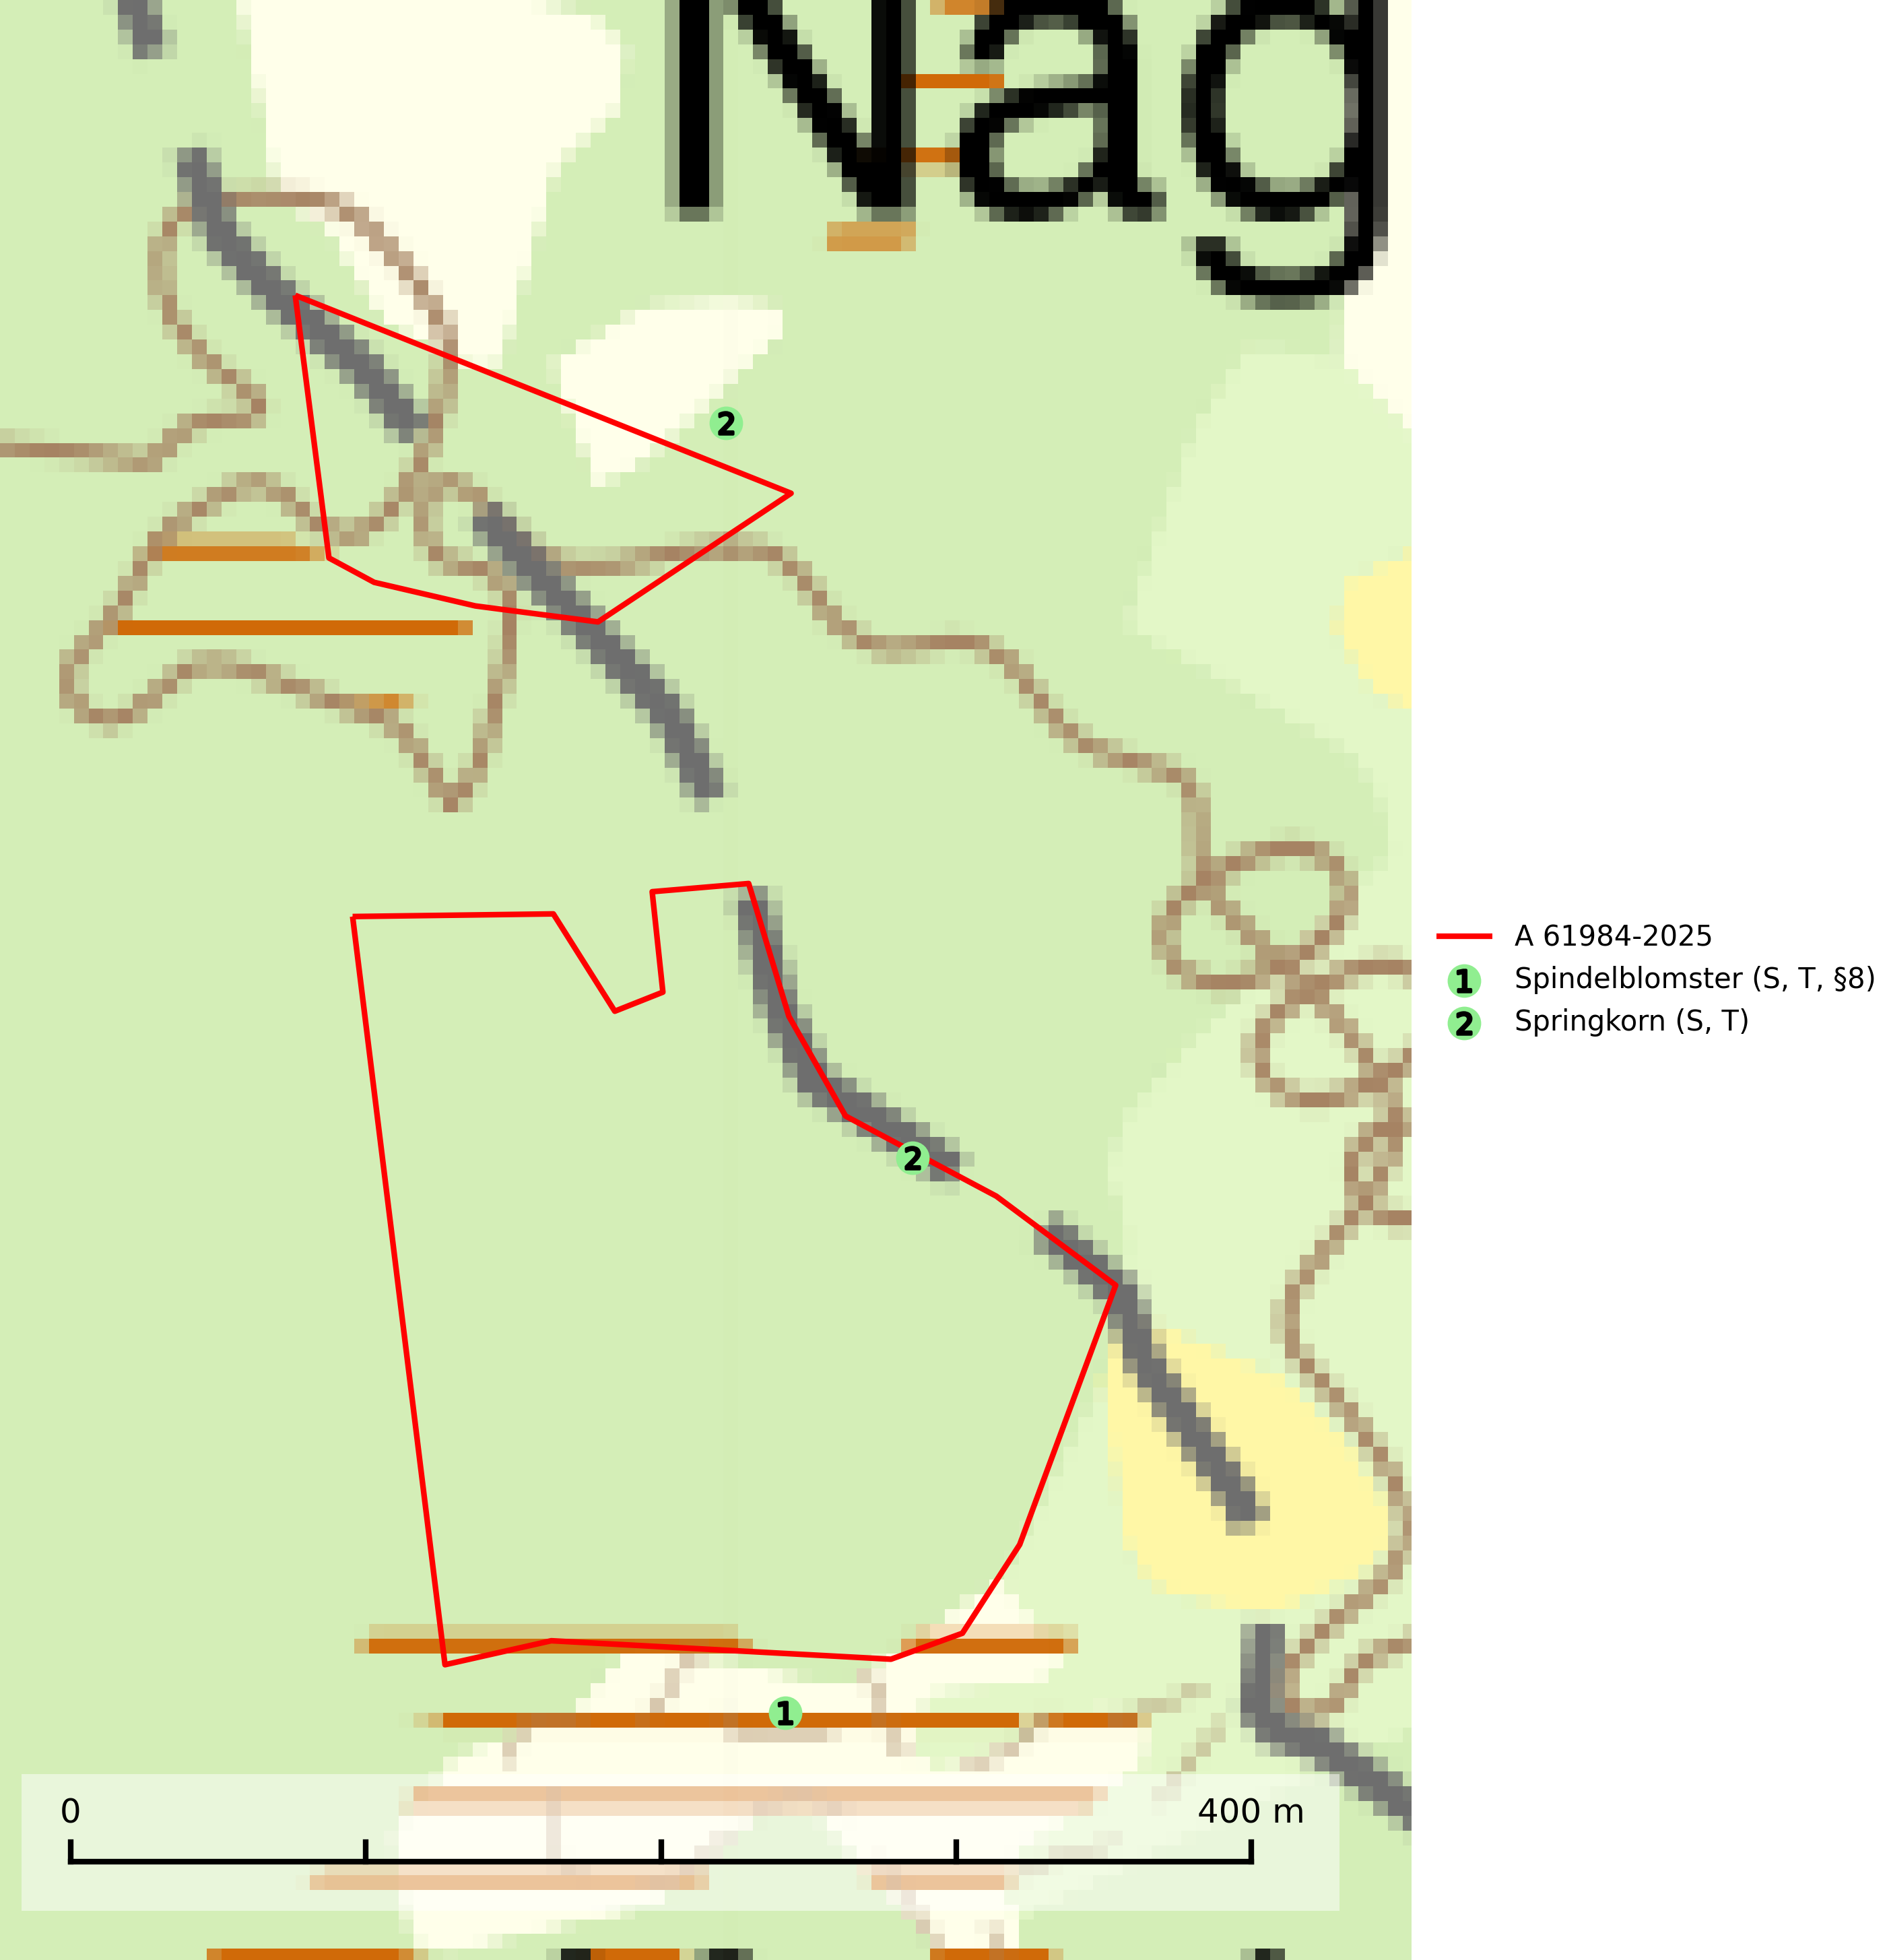 Nag
2
2
1
0 400 m
A 61984-2025
1 Spindelblomster (S, T, §8)
2 Springkorn (S, T)